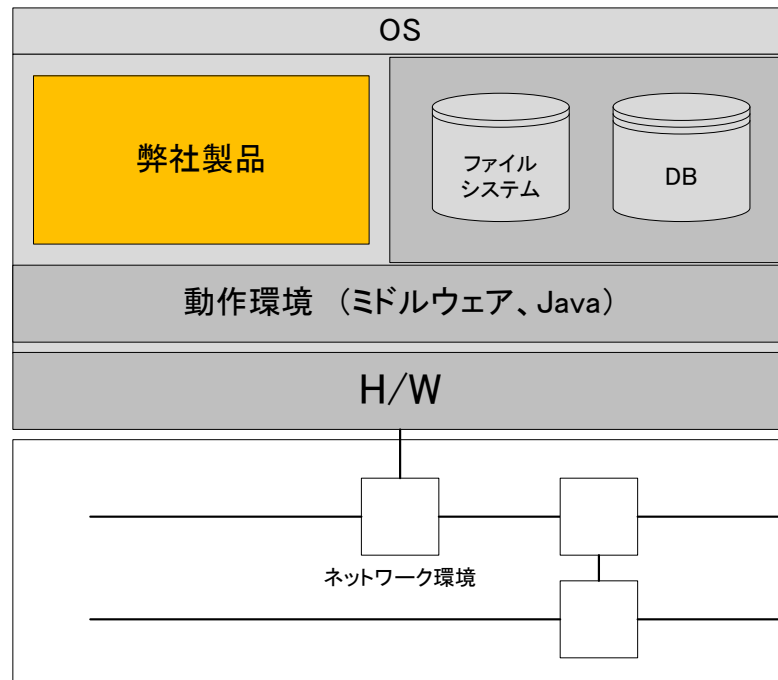 OS
弊社製品
ファイル
システム
DB
動作環境 （ミドルウェア、Java）
H/W
ネットワーク環境